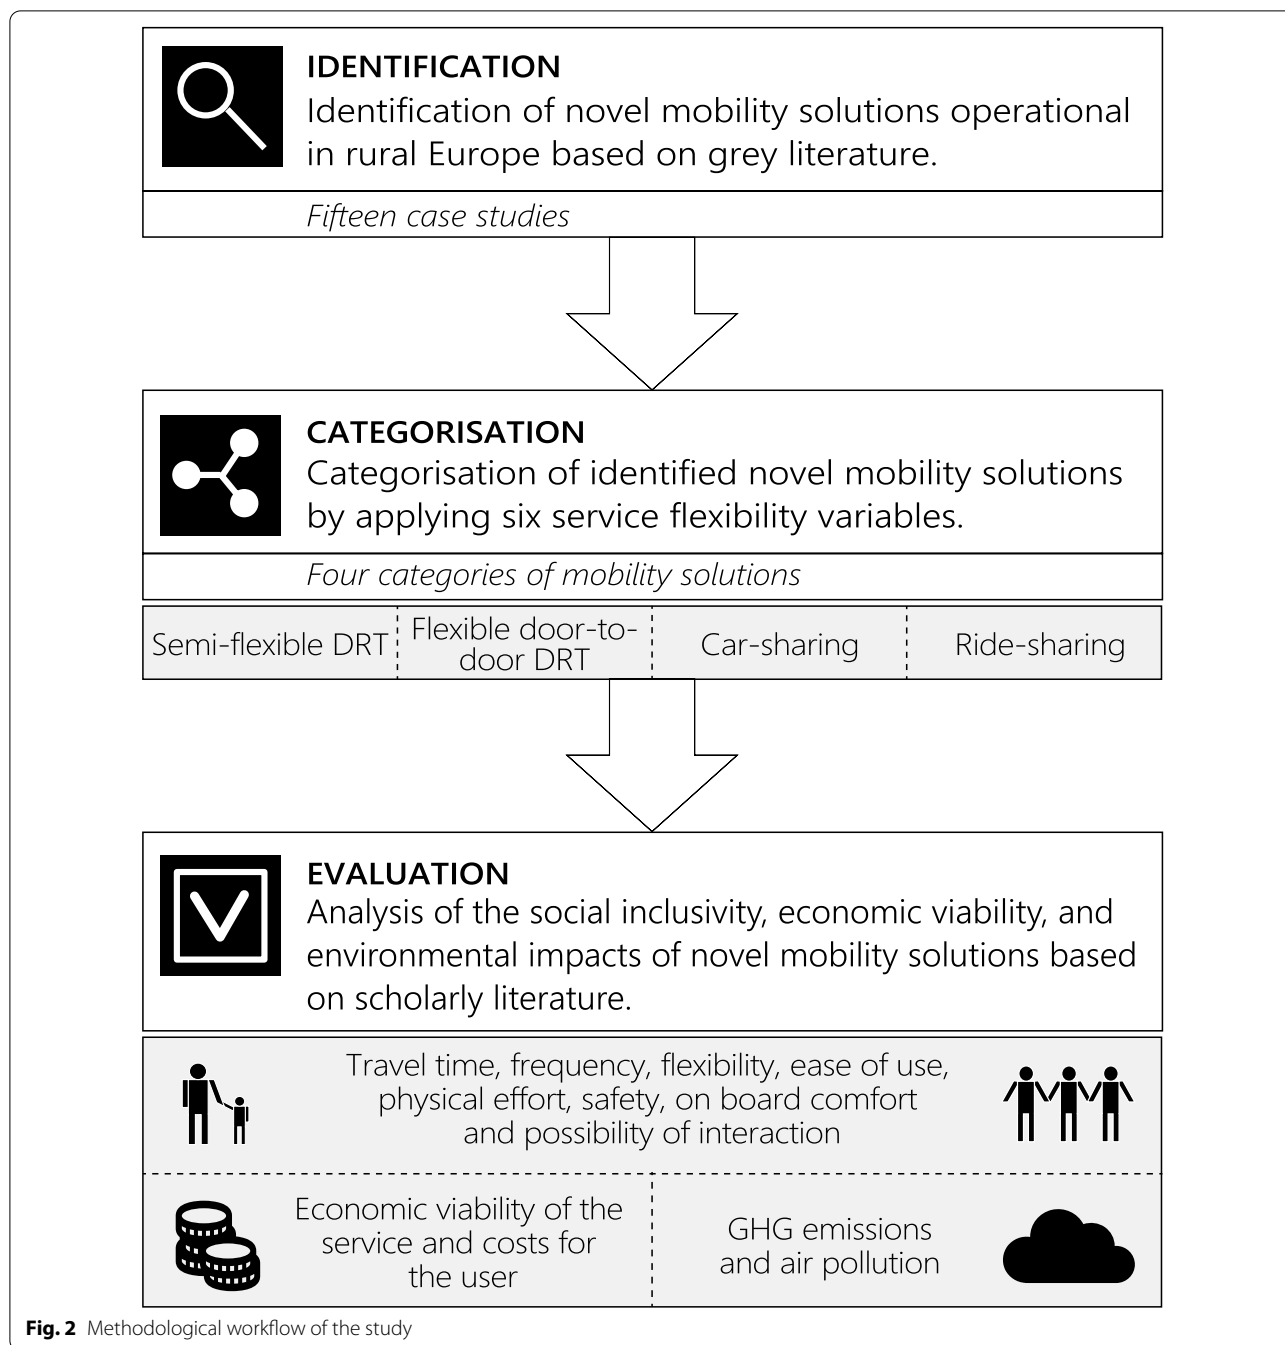 IDENTIFICATION
Identification of novel mobility solutions operational
in rural Europe based on grey literature.
Fifteen case studies
CATEGORISATION
Categorisation of identified novel mobility solutions
by applying six service flexibility variables.
Four categories of mobility solutions
Semi-flexible DRT
Flexible door-to-
door DRT
Car-sharing
Ride-sharing
EVALUATION
Analysis of the social inclusivity, economic viability, and
environmental impacts of novel mobility solutions based
on scholarly literature.
Travel time, frequency, flexibility, ease of use,
physical effort, safety, on board comfort
and possibility of interaction
Economic viability of the
service and costs for
the user
GHG emissions
and air pollution
Fig. 2 Methodological workflow of the study